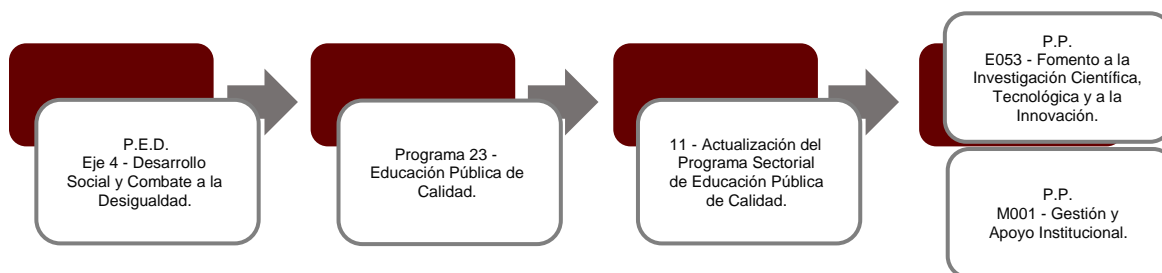 P.E.D.
Eje 4 - Desarrollo
Social y Combate a la
Desigualdad.
Programa 23 -
Educación Pública de
Calidad.
11 - Actualización del
Programa Sectorial
de Educación Pública
de Calidad.
P.P.
E053 - Fomento a la
Investigación Científica,
Tecnológica y a la
Innovación.
P.P.
M001 - Gestión y
Apoyo Institucional.